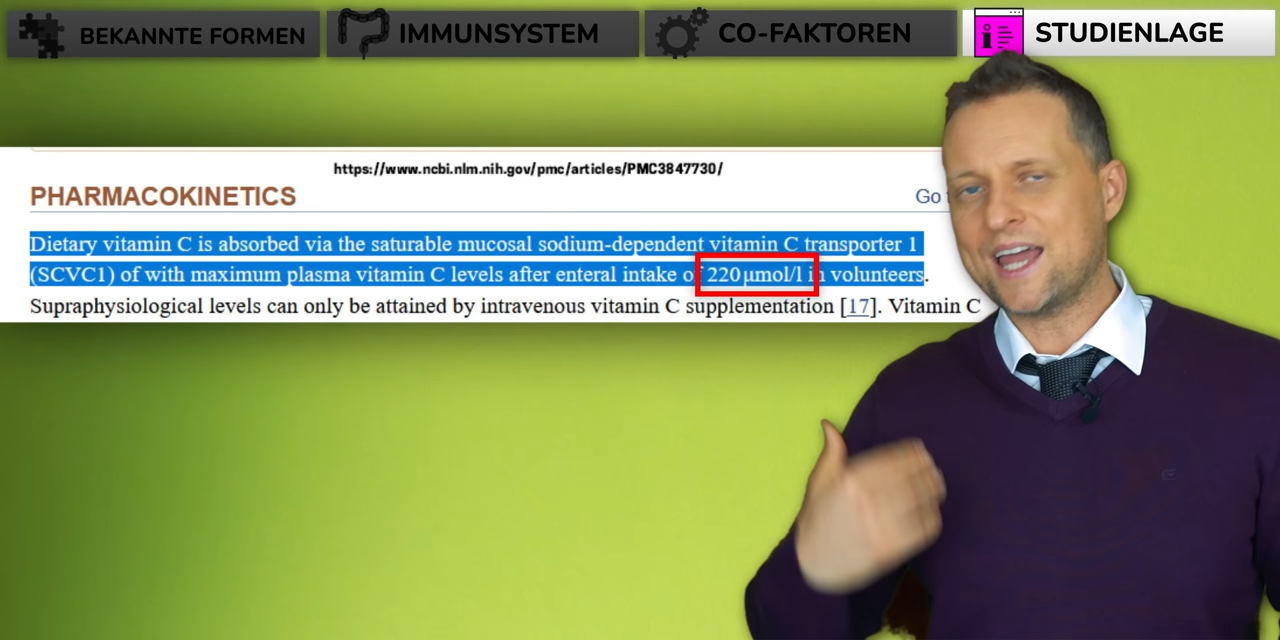 BEKANNTE FORMEN
IMMUNSYSTEM
CO-FAKTOREN
STUDIENLAGE
https://www.ncbi.nlm.nih.gov/pmc/articles/PMC3847730/
PHARMACOKINETICS
Go
Dietary vitamin C is absorbed via the saturable mucosal sodium-dependent vitamin C transporter 1
(SCVC1) of with maximum plasma vitamin C levels after enteral intake of 220 μmol/l in volunteers.
Supraphysiological levels can only be attained by intravenous vitamin C supplementation [17]. Vitamin C